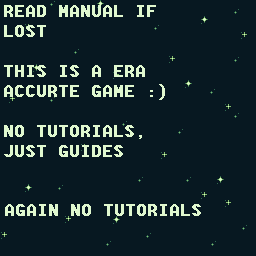 READ MANUAL IF
LOST
THIS IS A ERA
ACCURTE GAME :)
NO TUTORIALS,
JUST GUIDES
AGAIN NO TUTORIALS